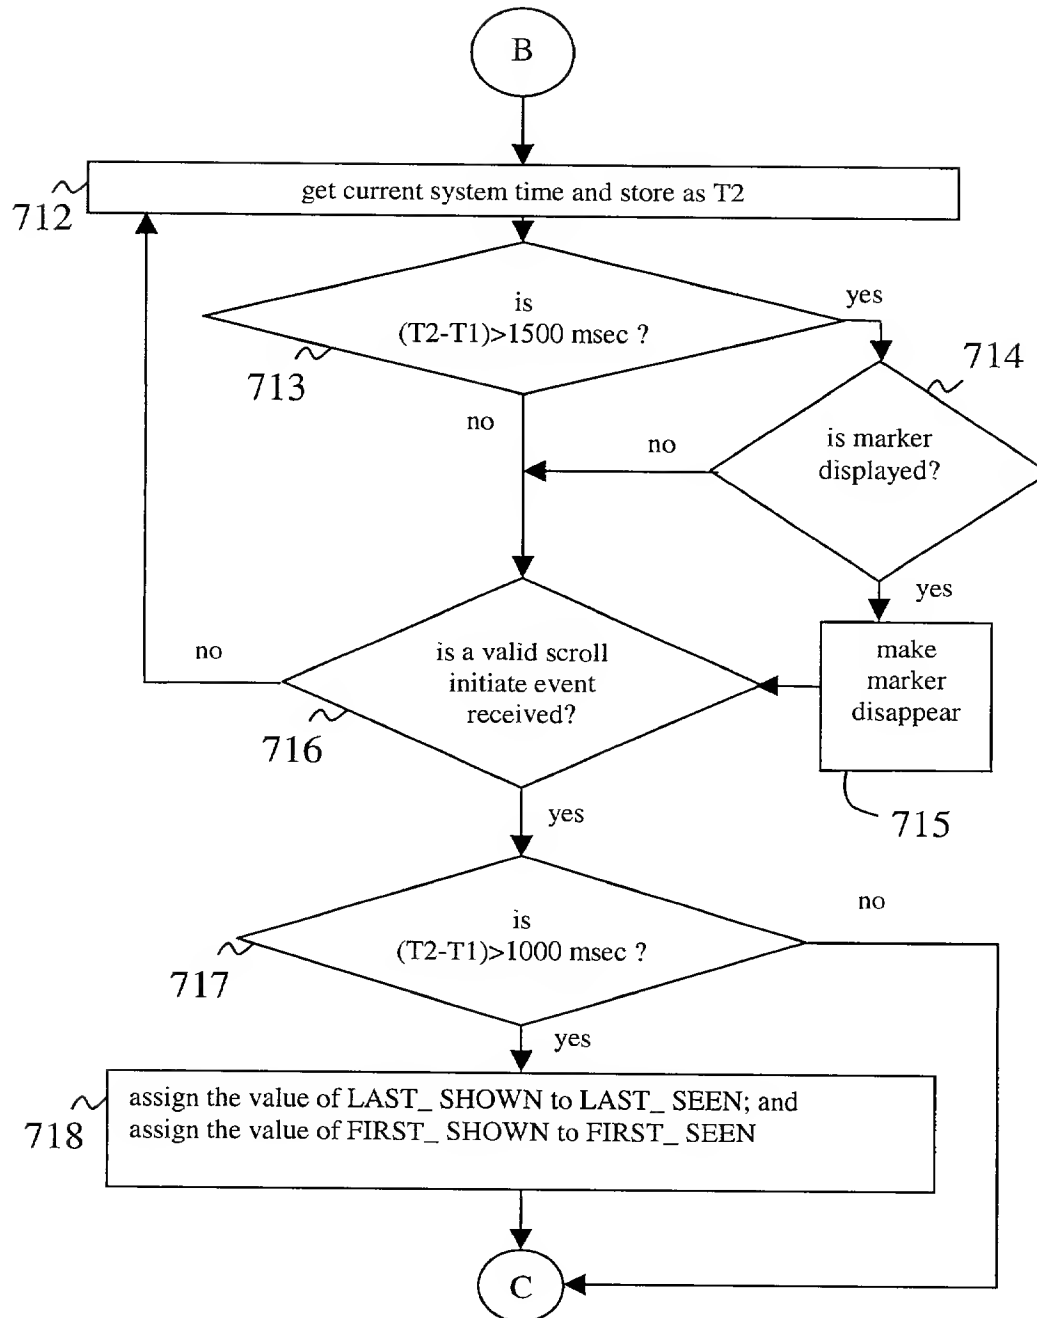 B
get current system time and store as T2
712
is
(T2-T1)>1500 msec ?
yes
713
714
no
no
is marker
displayed?
yes
no
is a valid scroll
initiate event
received?
make
marker
disappear
716
715
yes
is
(T2-T1)>1000 msec ?
no
717
yes
assign the value of LAST_ SHOWN to LAST_ SEEN; and
assign the value of FIRST_ SHOWN to FIRST_ SEEN
718
C